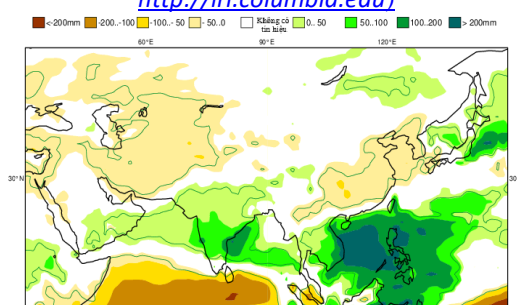 http://iri.columbia.edu)
<-200mm -200..-100 -100..- 50 - 50..0 Không có 0.. 50 50..100 100..200 > 200mm
tín hiệu
60°E 90°E 120°E
30°N 30